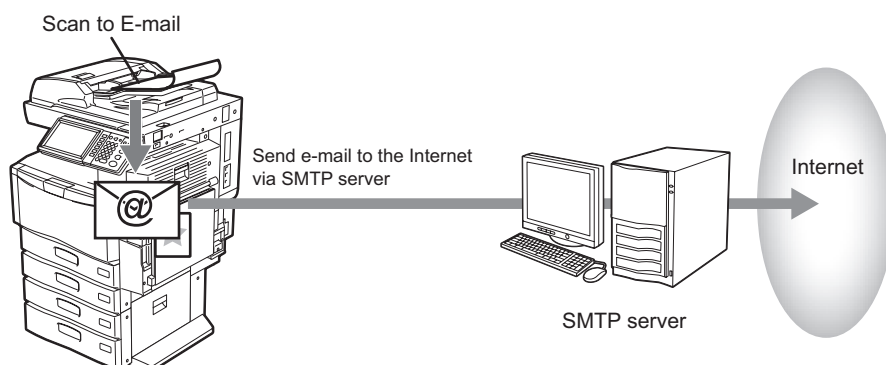 Scan to E-mail
Send e-mail to the Internet
via SMTP server
Internet
@
SMTP server